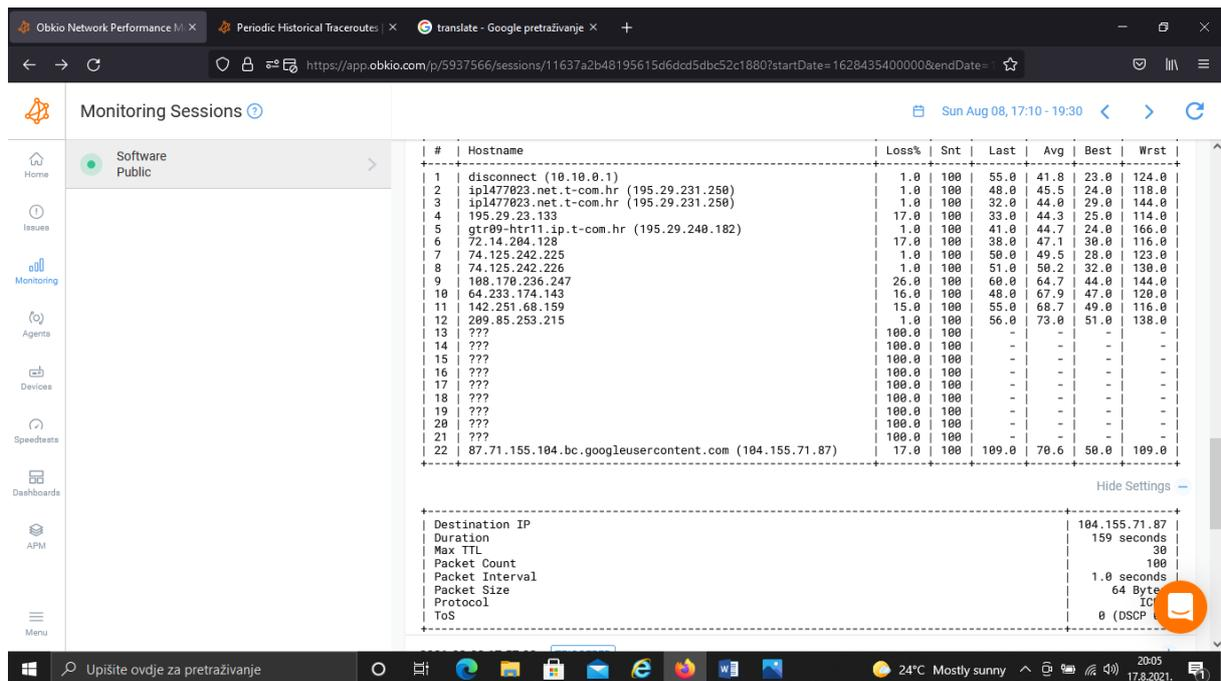 Obkio Network Performance M
Periodic Historical Traceroutes
translate - Google pretraživanje
https://app.obkio.com/p/5937566/sessions/11637a2b48195615d6dcd5dbc52c1880?startDate=1628435400000&endDate=
Monitoring Sessions
Sun Aug 08, 17:10 - 19:30
Home
Issues
Monitoring
Agents
Devices
Speedtests
Dashboards
APM
Menu
Software
Public
| # | Hostname | Loss% | Snt | Last | Avg | Best | Wrst |
| 1 | disconnect (10.10.0.1) | 1.0 | 100 | 55.0 | 41.8 | 23.0 | 124.0 |
| 2 | ipl477023.net.t-com.hr (195.29.231.250) | 1.0 | 100 | 48.0 | 45.5 | 24.0 | 118.0 |
| 3 | ipl477023.net.t-com.hr (195.29.231.250) | 1.0 | 100 | 32.0 | 44.0 | 29.0 | 144.0 |
| 4 | 195.29.23.133 | 17.0 | 100 | 33.0 | 44.3 | 25.0 | 114.0 |
| 5 | gtr09-htr11.ip.t-com.hr (195.29.240.182) | 1.0 | 100 | 41.0 | 44.7 | 24.0 | 166.0 |
| 6 | 72.14.204.128 | 17.0 | 100 | 38.0 | 47.1 | 30.0 | 116.0 |
| 7 | 74.125.242.225 | 1.0 | 100 | 50.0 | 49.5 | 28.0 | 123.0 |
| 8 | 74.125.242.226 | 1.0 | 100 | 51.0 | 50.2 | 32.0 | 130.0 |
| 9 | 108.170.236.247 | 26.0 | 100 | 60.0 | 64.7 | 44.0 | 144.0 |
| 10 | 64.233.174.143 | 16.0 | 100 | 48.0 | 67.9 | 47.0 | 120.0 |
| 11 | 142.251.68.159 | 15.0 | 100 | 55.0 | 68.7 | 49.0 | 116.0 |
| 12 | 209.85.253.215 | 1.0 | 100 | 56.0 | 73.0 | 51.0 | 138.0 |
| 13 | ??? | 100.0 | 100 | - | - | - | - |
| 14 | ??? | 100.0 | 100 | - | - | - | - |
| 15 | ??? | 100.0 | 100 | - | - | - | - |
| 16 | ??? | 100.0 | 100 | - | - | - | - |
| 17 | ??? | 100.0 | 100 | - | - | - | - |
| 18 | ??? | 100.0 | 100 | - | - | - | - |
| 19 | ??? | 100.0 | 100 | - | - | - | - |
| 20 | ??? | 100.0 | 100 | - | - | - | - |
| 21 | ??? | 100.0 | 100 | - | - | - | - |
| 22 | 87.71.155.104.bc.googleusercontent.com (104.155.71.87) | 17.0 | 100 | 109.0 | 70.6 | 50.0 | 109.0 |
Hide Settings
| Destination IP | 104.155.71.87 |
| Duration | 159 seconds |
| Max TTL | 30 |
| Packet Count | 100 |
| Packet Interval | 1.0 seconds |
| Packet Size | 64 Byte
| Protocol | IC
| ToS | 0 (DSCP
Upišite ovdje za pretraživanje
24°C Mostly sunny
20:05
17.8.2021.